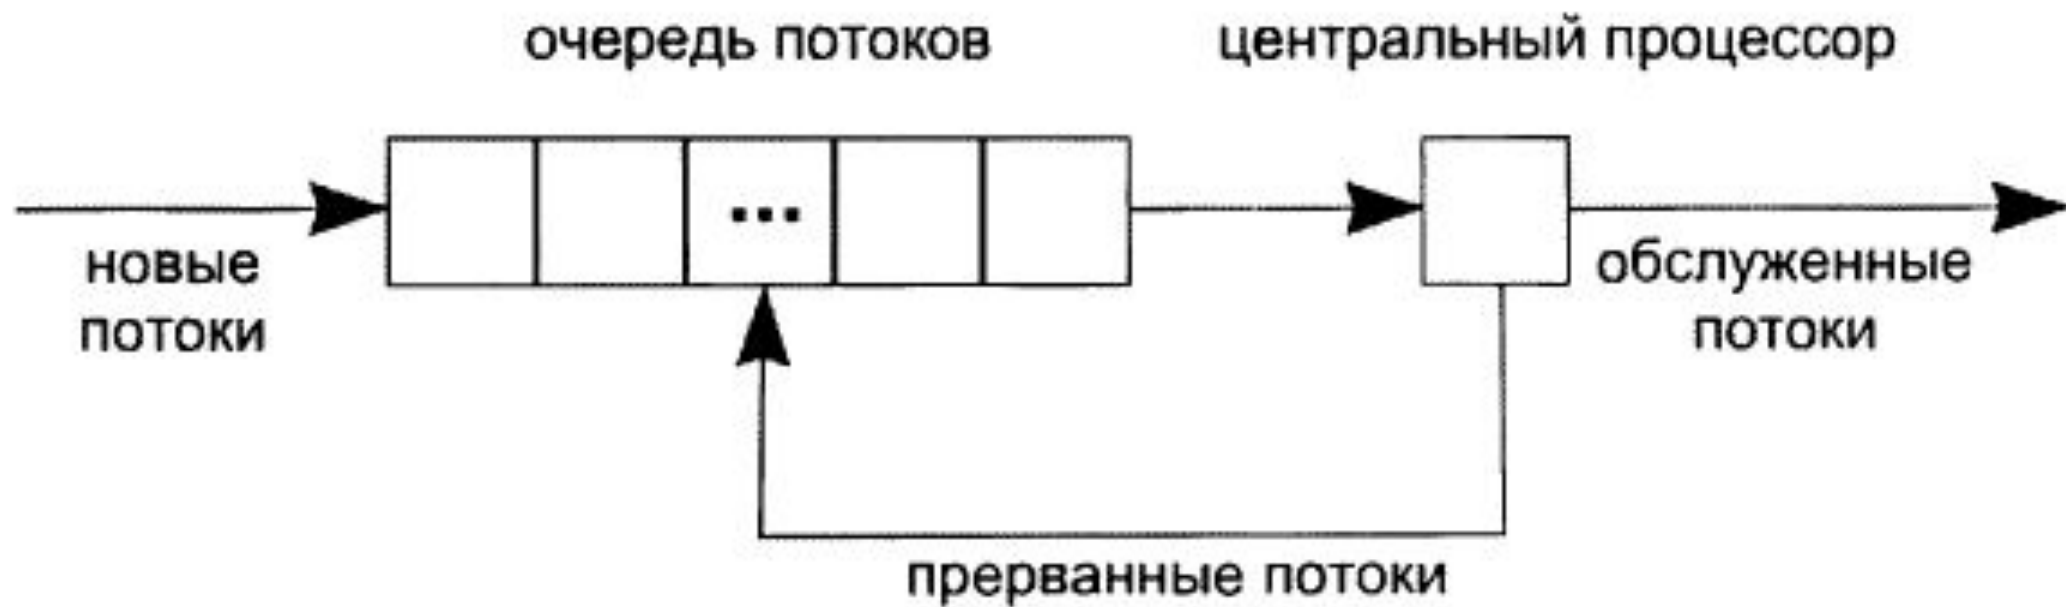 очередь потоков
центральный процессор
новые
потоки
...
обслуженные
потоки
прерванные потоки